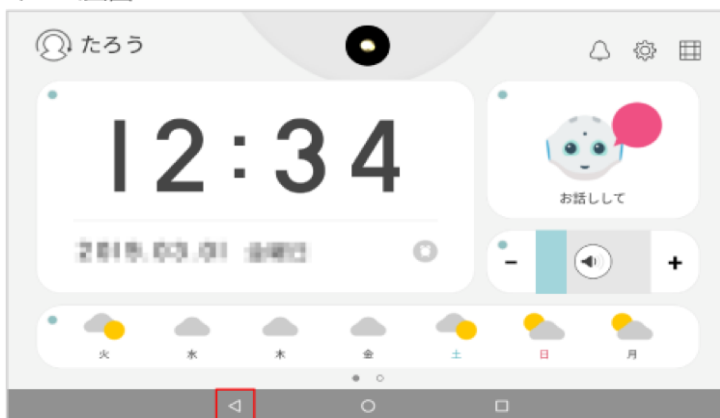 たろう
12:34
お話しして
- +
火 水 木 金 土 日 月